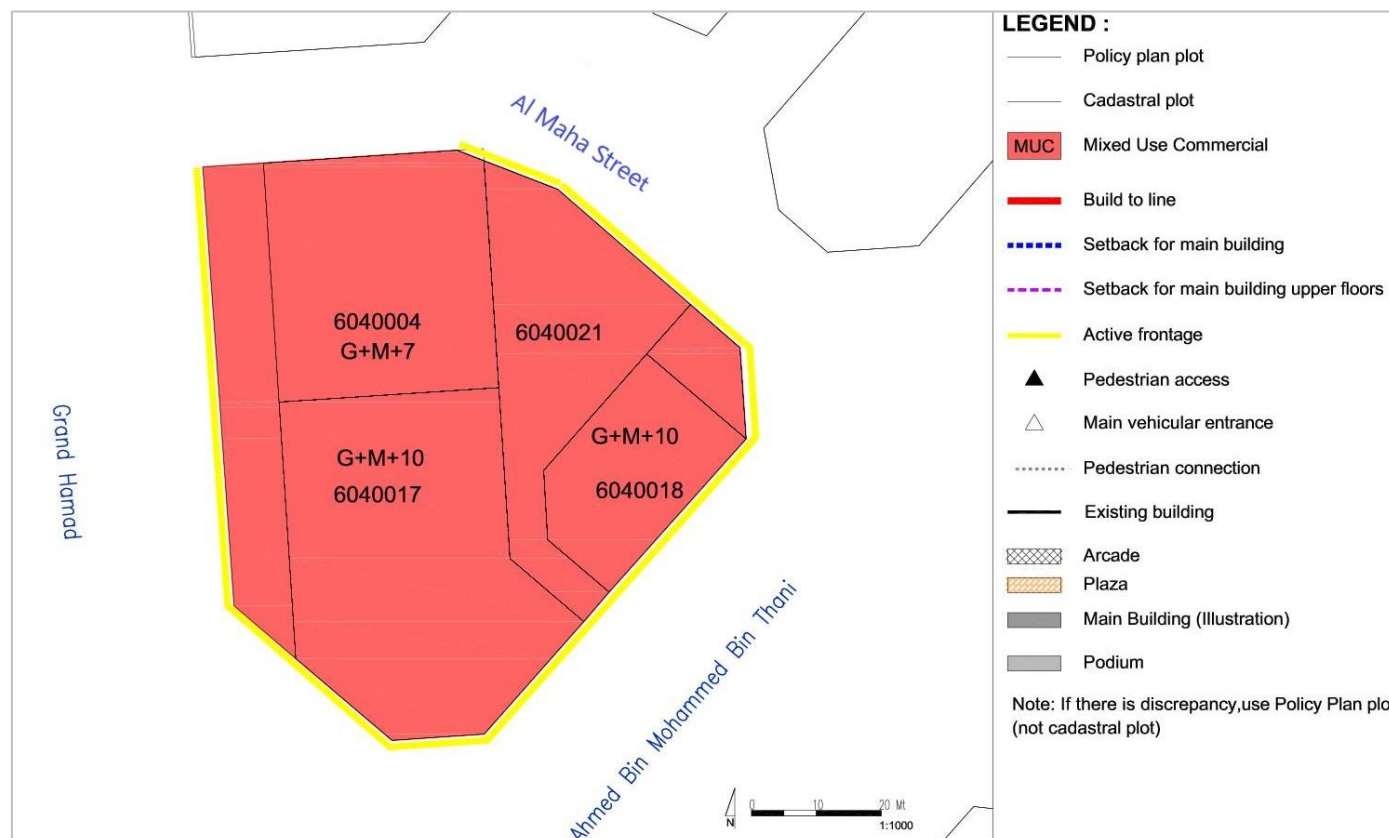 Al Maha Street
6040004
G+M+7
6040021
G+M+10
6040017
G+M+10
6040018
Grand Hamad
Ahmed Bin Mohammed Bin Thani
N
0 10 20 Mt
1:1000
LEGEND :
Policy plan plot
Cadastral plot
MUC Mixed Use Commercial
Build to line
Setback for main building
Setback for main building upper floors
Active frontage
Pedestrian access
Main vehicular entrance
Pedestrian connection
Existing building
Arcade
Plaza
Main Building (Illustration)
Podium
Note: If there is discrepancy,use Policy Plan plo
(not cadastral plot)